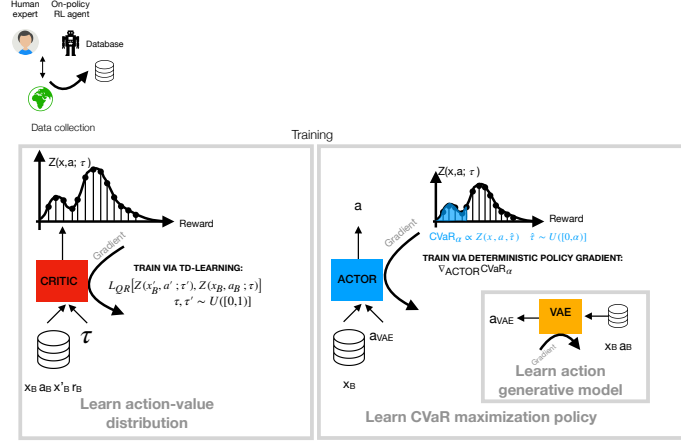 Human expert
On-policy RL agent
Database
Data collection
Training
Z(x,a; τ)
Reward
Gradient
CRITIC
TRAIN VIA TD-LEARNING:
L_QR[Z(x'_B, a' ; τ'), Z(x_B, a_B ; τ)]
τ, τ' ∼ U([0,1)]
τ
x_B a_B x'_B r_B
Learn action-value
distribution
a
Z(x,a; τ)
Reward
CVaR_α ∝ Z(x, a, τ̂) τ̂ ∼ U([0,α)]
Gradient
TRAIN VIA DETERMINISTIC POLICY GRADIENT:
∇_ACTOR CVaR_α
ACTOR
a_VAE
x_B
a_VAE
VAE
Gradient
x_B a_B
Learn action
generative model
Learn CVaR maximization policy